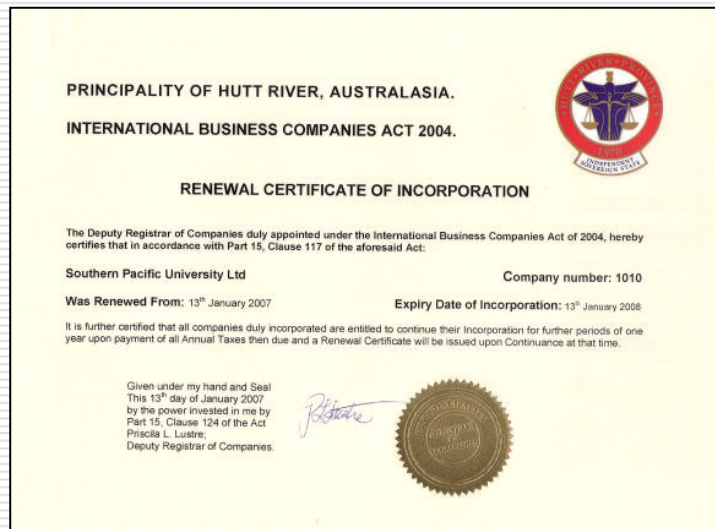 PRINCIPALITY OF HUTT RIVER, AUSTRALASIA.
INTERNATIONAL BUSINESS COMPANIES ACT 2004.
HUTT RIVER PROVINCE
1970
INDEPENDENT
SOVEREIGN STATE
RENEWAL CERTIFICATE OF INCORPORATION
The Deputy Registrar of Companies duly appointed under the International Business Companies Act of 2004, hereby
certifies that in accordance with Part 15, Clause 117 of the aforesaid Act:
Southern Pacific University Ltd
Company number: 1010
Was Renewed From: 13th January 2007
Expiry Date of Incorporation: 13th January 2008
It is further certified that all companies duly incorporated are entitled to continue their Incorporation for further periods of one
year upon payment of all Annual Taxes then due and a Renewal Certificate will be issued upon Continuance at that time.
Given under my hand and Seal
This 13th day of January 2007
by the power invested in me by
Part 15, Clause 124 of the Act
Priscila L. Lustre;
Deputy Registrar of Companies.